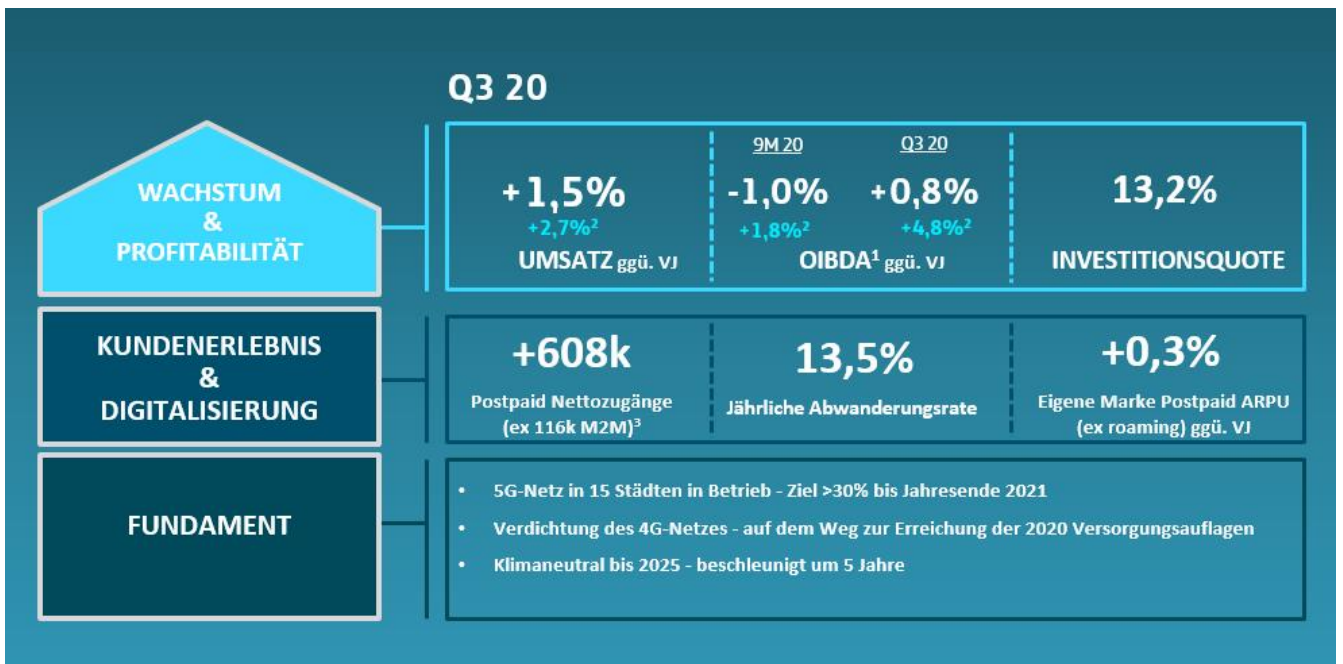 Q3 20
WACHSTUM
&
PROFITABILITÄT
+1,5%
+2,7%²
UMSATZ ggü. VJ
9M 20 Q3 20
-1,0% +0,8%
+1,8%² +4,8%²
OIBDA¹ ggü. VJ
13,2%
INVESTITIONSQUOTE
KUNDENERLEBNIS
&
DIGITALISIERUNG
+608k
Postpaid Nettozugänge
(ex 116k M2M)³
13,5%
Jährliche Abwanderungsrate
+0,3%
Eigene Marke Postpaid ARPU
(ex roaming) ggü. VJ
FUNDAMENT
• 5G-Netz in 15 Städten in Betrieb - Ziel >30% bis Jahresende 2021
• Verdichtung des 4G-Netzes - auf dem Weg zur Erreichung der 2020 Versorgungsauflagen
• Klimaneutral bis 2025 - beschleunigt um 5 Jahre